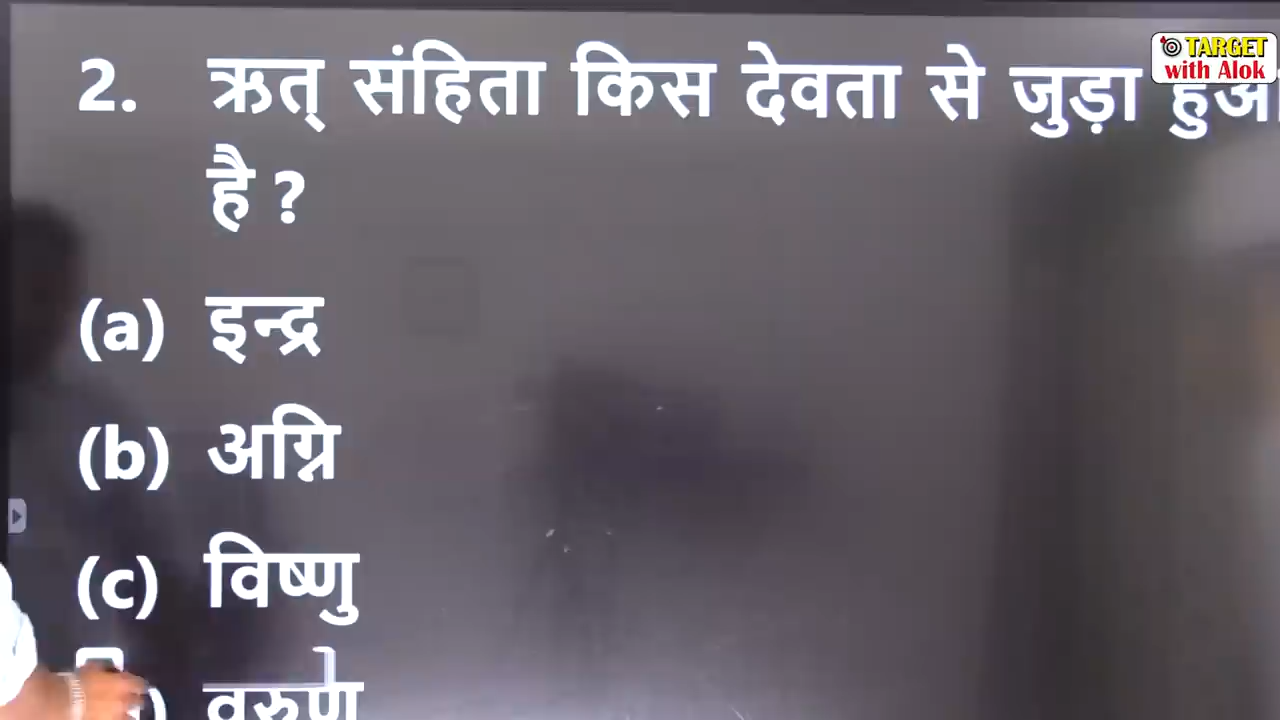 TARGET
with Alok
2. ऋत् संहिता किस देवता से जुड़ा हुआ
है ?
(a) इन्द्र
(b) अग्नि
(c) विष्णु
वरुण